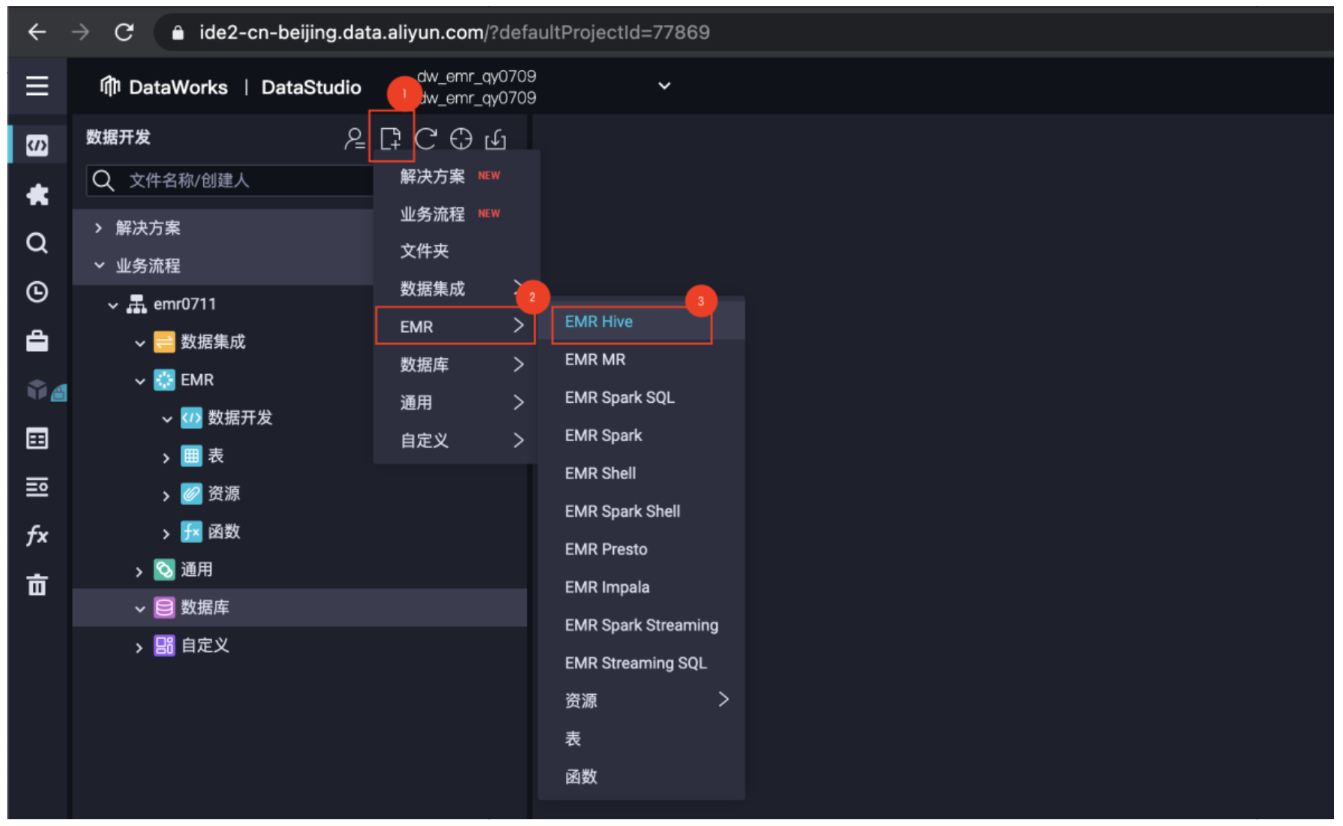 ide2-cn-beijing.data.aliyun.com/?defaultProjectId=77869
DataWorks | DataStudio
dw_emr_qy0709
dw_emr_qy0709
1
数据开发
文件名称/创建人
解决方案
业务流程
emr0711
数据集成
EMR
数据开发
表
资源
函数
通用
数据库
自定义
解决方案 NEW
业务流程 NEW
文件夹
数据集成
2
EMR
数据库
通用
自定义
3
EMR Hive
EMR MR
EMR Spark SQL
EMR Spark
EMR Shell
EMR Spark Shell
EMR Presto
EMR Impala
EMR Spark Streaming
EMR Streaming SQL
资源
表
函数
fx